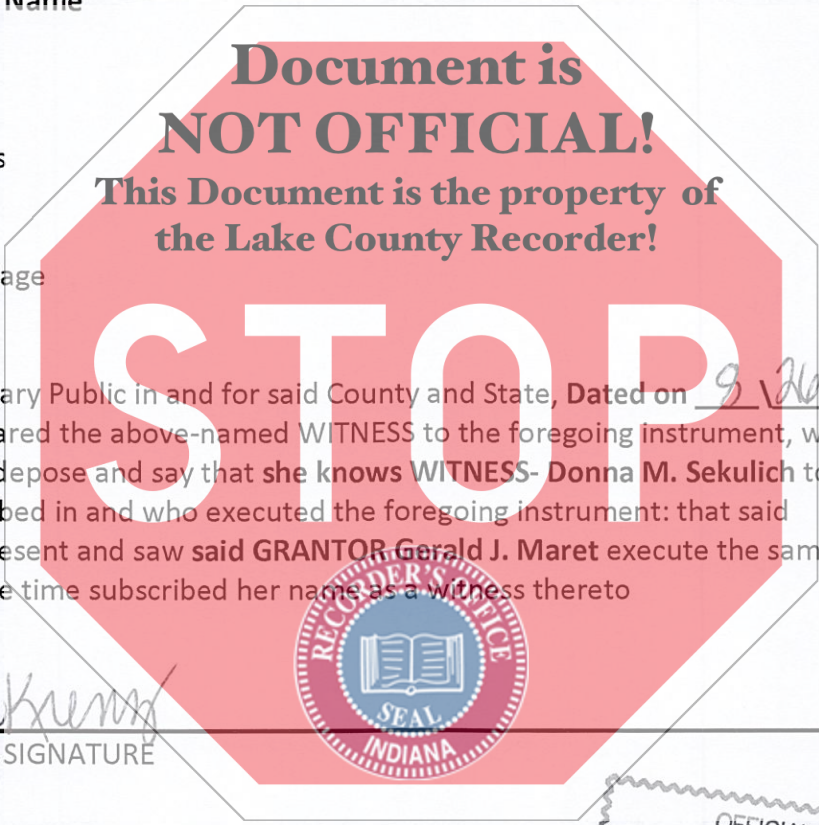 Name
Document is
NOT OFFICIAL!
This Document is the property of
the Lake County Recorder!
s
age
STOP
ary Public in and for said County and State, Dated on 8\26
ared the above-named WITNESS to the foregoing instrument, w
depose and say that she knows WITNESS- Donna M. Sekulich to
bed in and who executed the foregoing instrument: that said
esent and saw said GRANTOR Gerald J. Maret execute the sam
e time subscribed her name as a witness thereto
RECORDER'S OFFICE
SEAL
INDIANA
SIGNATURE